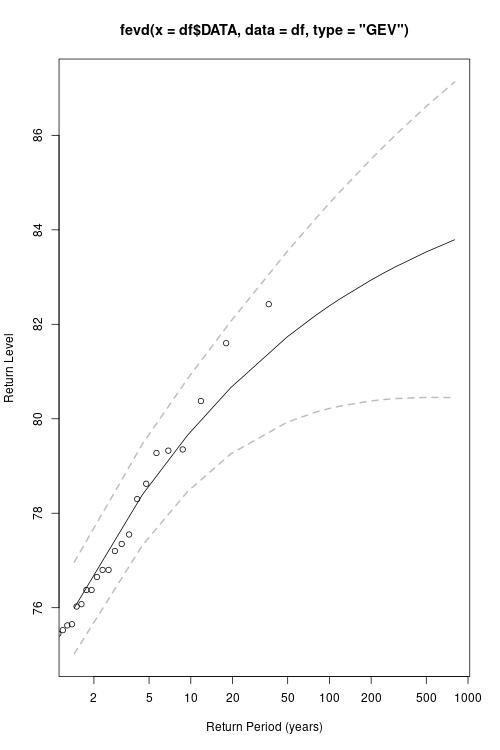 fevd(x = df$DATA, data = df, type = "GEV")
86
84
82
80
78
76
Return Level
2 5 10 20 50 100 200 500 1000
Return Period (years)